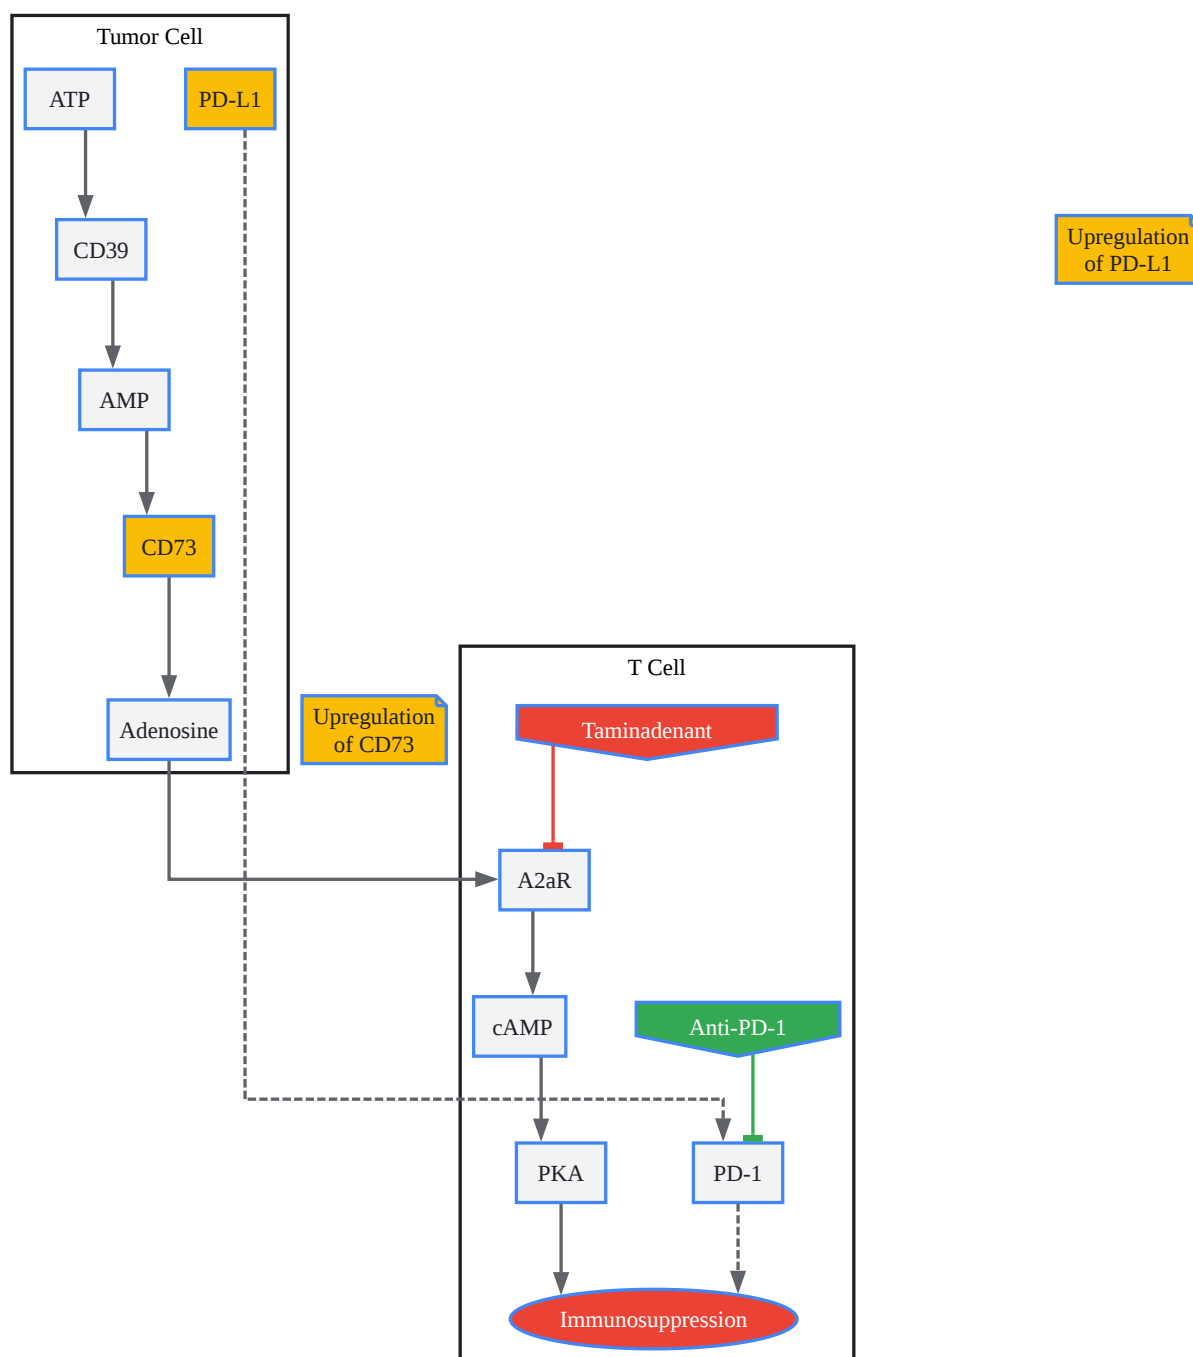 Tumor Cell
ATP
PD-L1
CD39
Upregulation
of PD-L1
AMP
CD73
T Cell
Adenosine
Upregulation
of CD73
Taminadenant
A2aR
cAMP
Anti-PD-1
PKA
PD-1
Immunosuppression